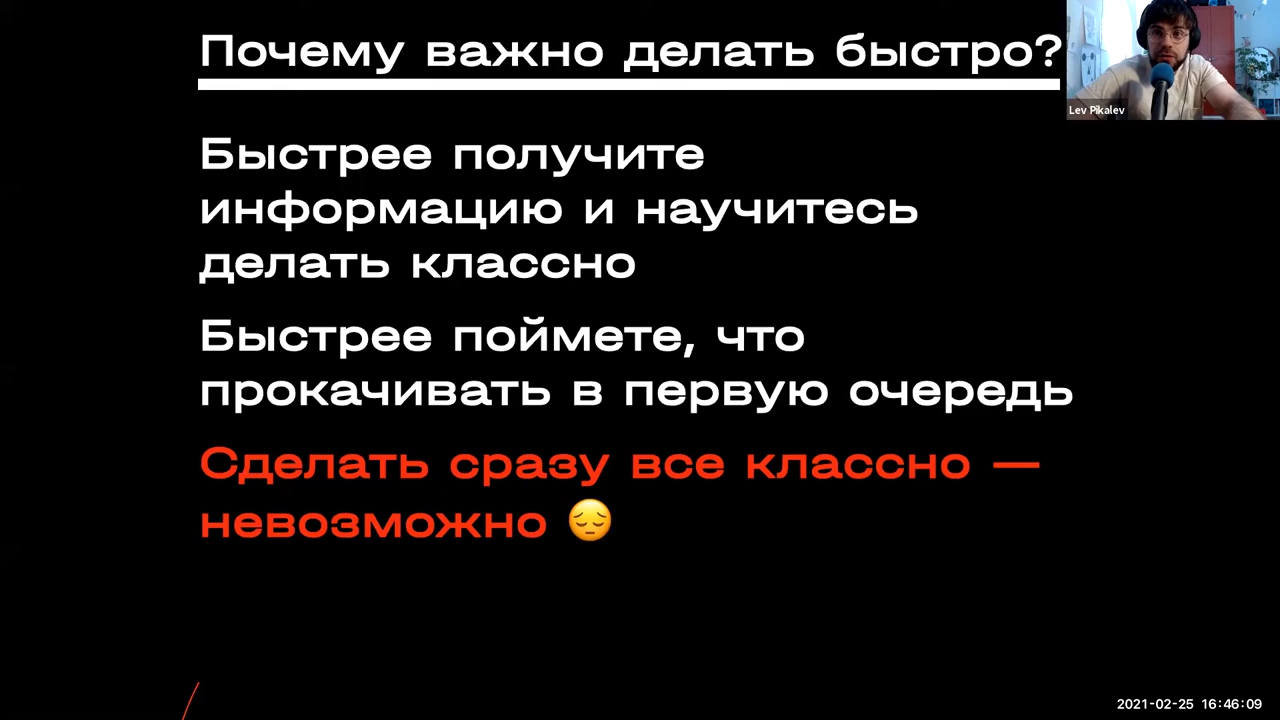 Почему важно делать быстро?
Lev Pikalev
Быстрее получите
информацию и научитесь
делать классно
Быстрее поймете, что
прокачивать в первую очередь
Сделать сразу все классно —
невозможно 😔
2021-02-25 16:46:09